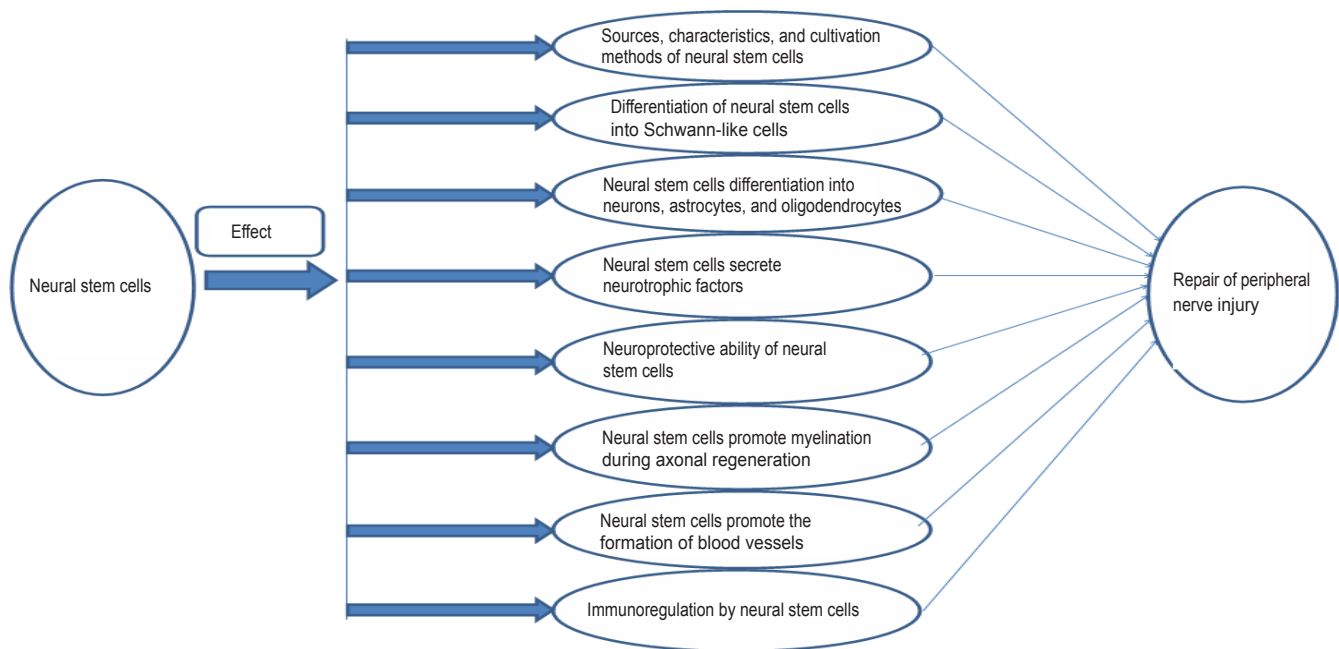 Sources, characteristics, and cultivation
methods of neural stem cells
Differentiation of neural stem cells
into Schwann-like cells
Neural stem cells differentiation into
neurons, astrocytes, and oligodendrocytes
Effect
Neural stem cells
Neural stem cells secrete
neurotrophic factors
Repair of peripheral
nerve injury
Neuroprotective ability of neural
stem cells
Neural stem cells promote myelination
during axonal regeneration
Neural stem cells promote the
formation of blood vessels
Immunoregulation by neural stem cells